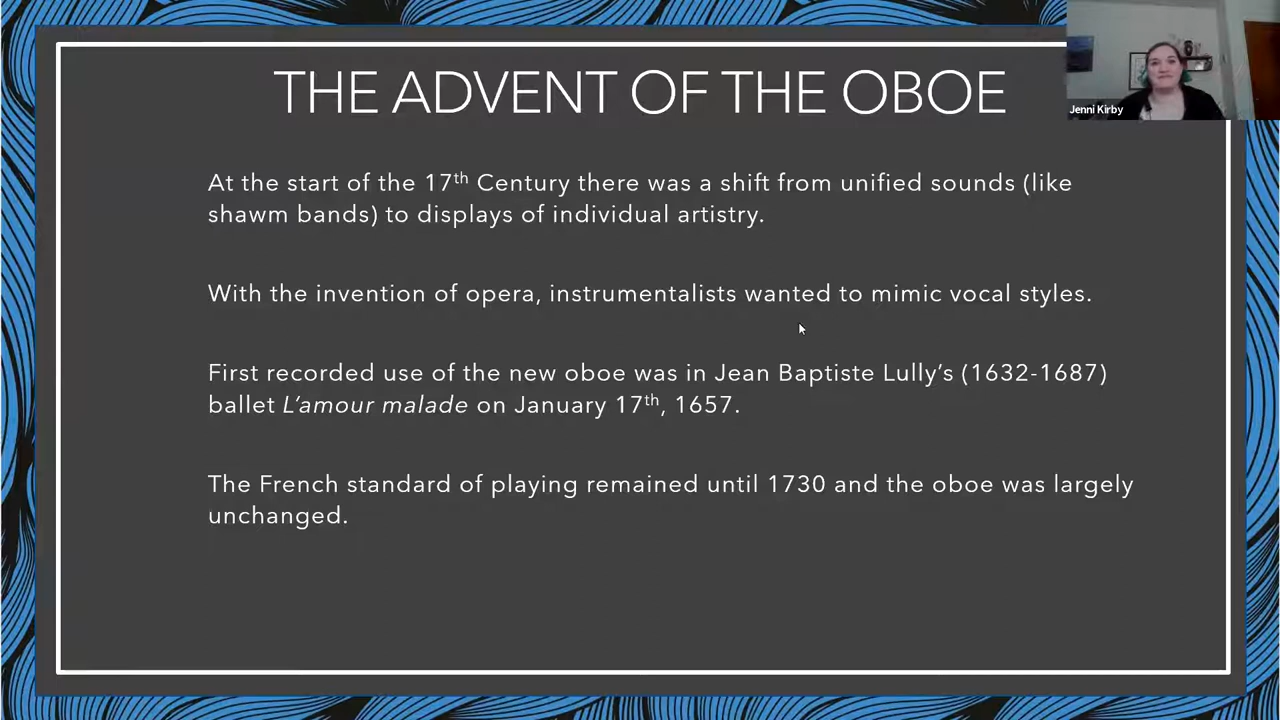 THE ADVENT OF THE OBOE
Jenni Kirby
At the start of the 17th Century there was a shift from unified sounds (like
shawm bands) to displays of individual artistry.
With the invention of opera, instrumentalists wanted to mimic vocal styles.
First recorded use of the new oboe was in Jean Baptiste Lully’s (1632-1687)
ballet L’amour malade on January 17th, 1657.
The French standard of playing remained until 1730 and the oboe was largely
unchanged.